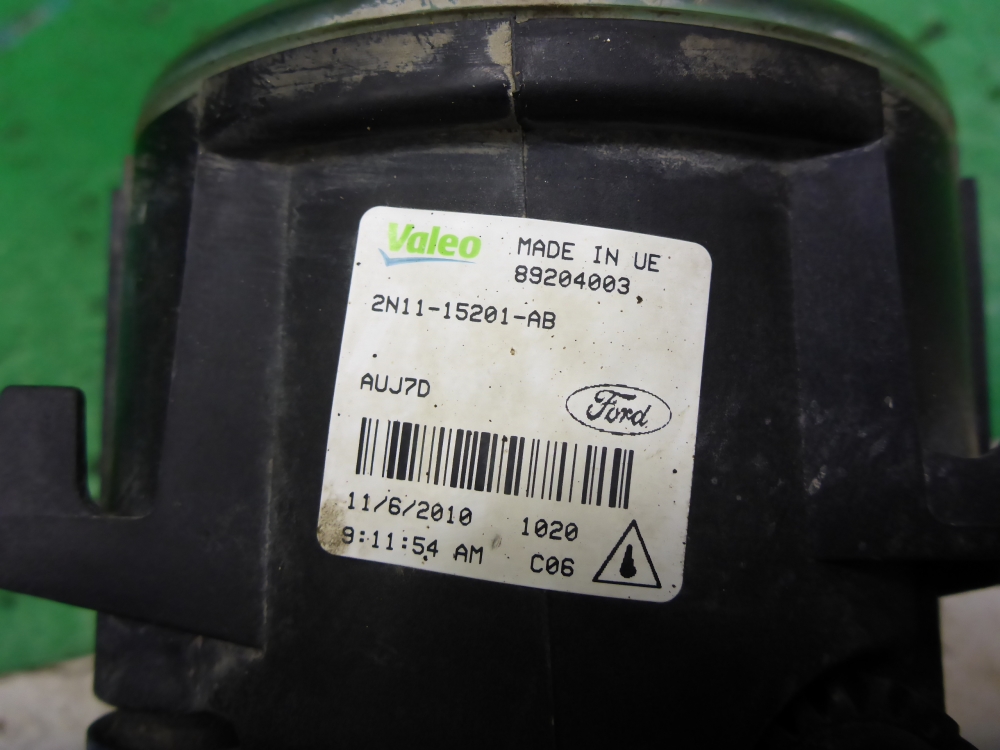 Valeo MADE IN UE
89204003
2N11-15201-AB
AUJ7D
Ford
11/6/2010 1020
9:11:54 AM C06